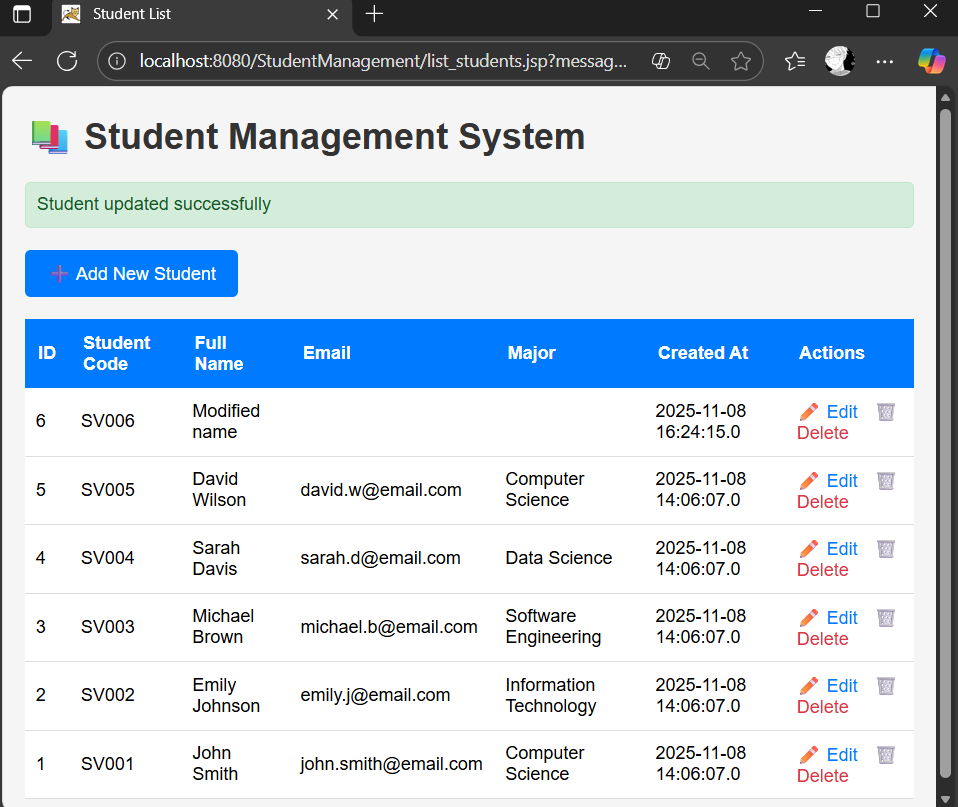 Student List
localhost:8080/StudentManagement/list_students.jsp?messag...
Student Management System
Student updated successfully
Add New Student
ID Student Code Full Name Email Major Created At Actions
6 SV006 Modified name 2025-11-08 16:24:15.0 Edit Delete
5 SV005 David Wilson david.w@email.com Computer Science 2025-11-08 14:06:07.0 Edit Delete
4 SV004 Sarah Davis sarah.d@email.com Data Science 2025-11-08 14:06:07.0 Edit Delete
3 SV003 Michael Brown michael.b@email.com Software Engineering 2025-11-08 14:06:07.0 Edit Delete
2 SV002 Emily Johnson emily.j@email.com Information Technology 2025-11-08 14:06:07.0 Edit Delete
1 SV001 John Smith john.smith@email.com Computer Science 2025-11-08 14:06:07.0 Edit Delete